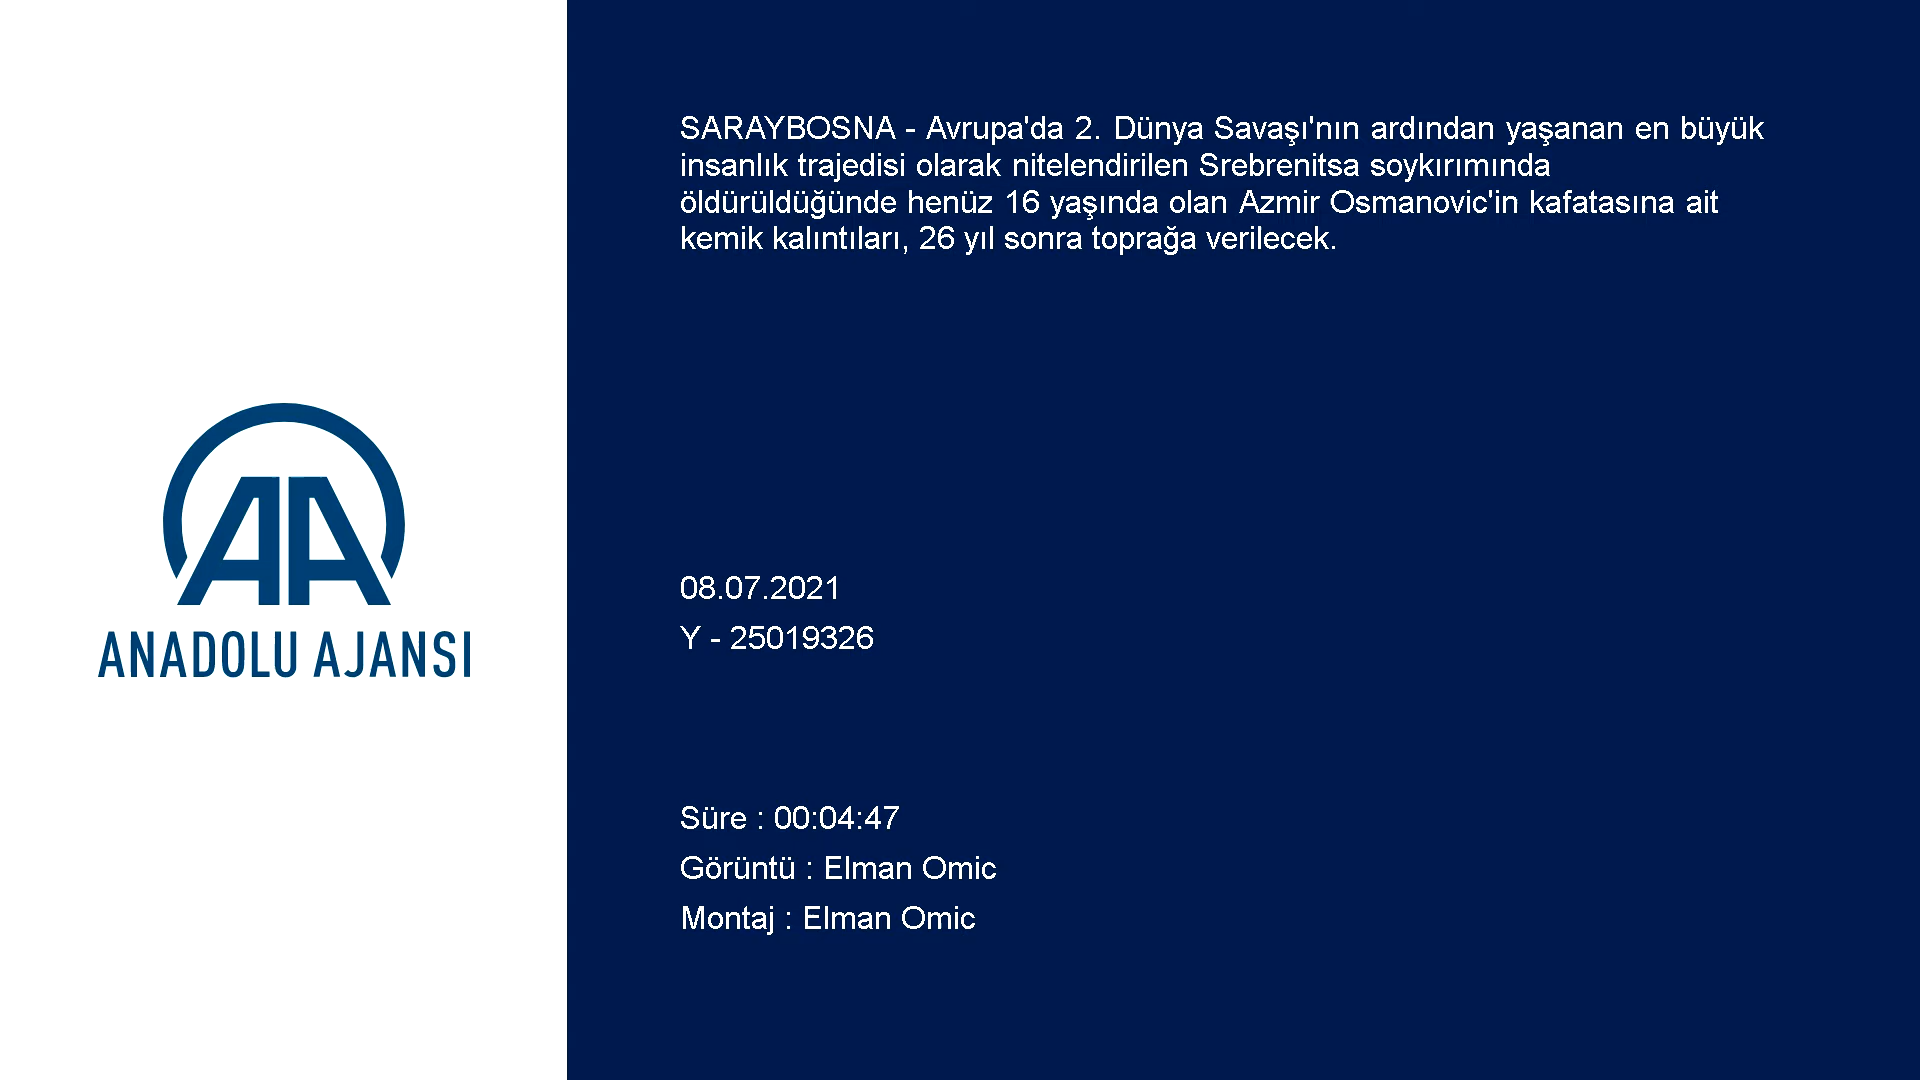 SARAYBOSNA - Avrupa'da 2. Dünya Savaşı'nın ardından yaşanan en büyük
insanlık trajedisi olarak nitelendirilen Srebrenitsa soykırımında
öldürüldüğünde henüz 16 yaşında olan Azmir Osmanovic'in kafatasına ait
kemik kalıntıları, 26 yıl sonra toprağa verilecek.
AA
ANADOLU AJANSI
08.07.2021
Y - 25019326
Süre : 00:04:47
Görüntü : Elman Omic
Montaj : Elman Omic